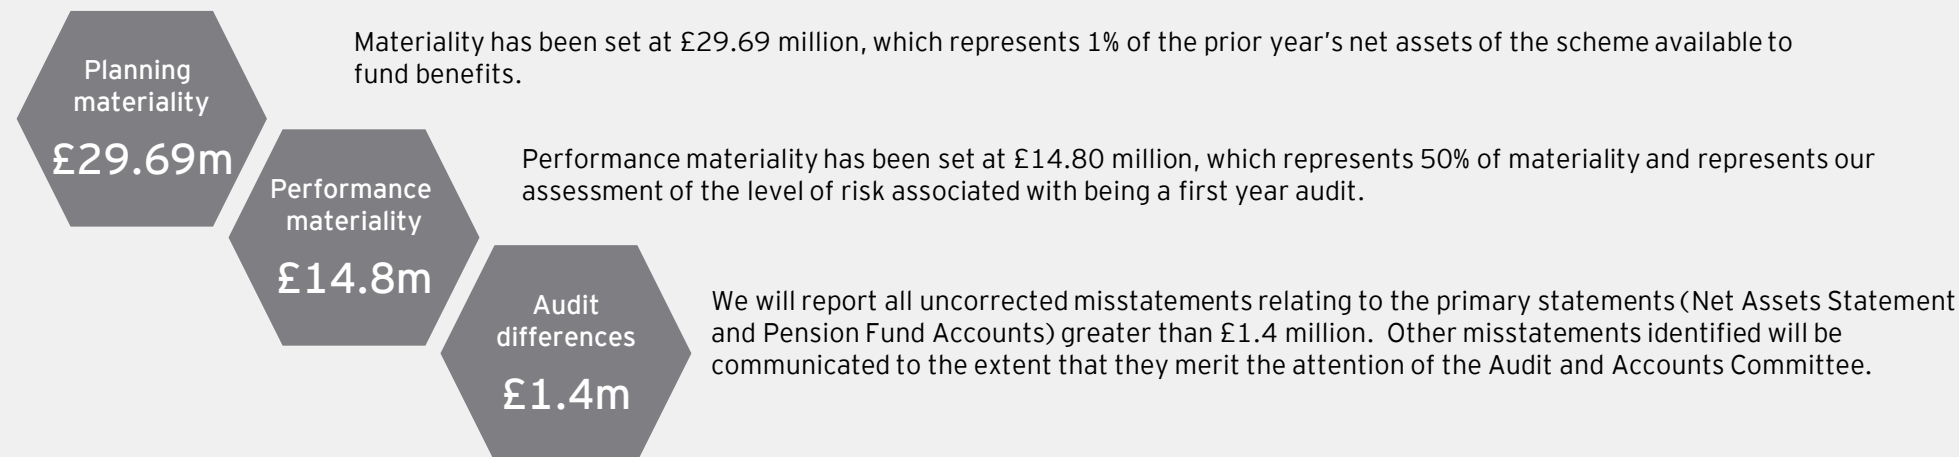 Planning
materiality
£29.69m
Materiality has been set at £29.69 million, which represents 1% of the prior year's net assets of the scheme available to
fund benefits.
Performance
materiality
£14.8m
Performance materiality has been set at £14.80 million, which represents 50% of materiality and represents our
assessment of the level of risk associated with being a first year audit.
Audit
differences
£1.4m
We will report all uncorrected misstatements relating to the primary statements (Net Assets Statement
and Pension Fund Accounts) greater than £1.4 million.  Other misstatements identified will be
communicated to the extent that they merit the attention of the Audit and Accounts Committee.